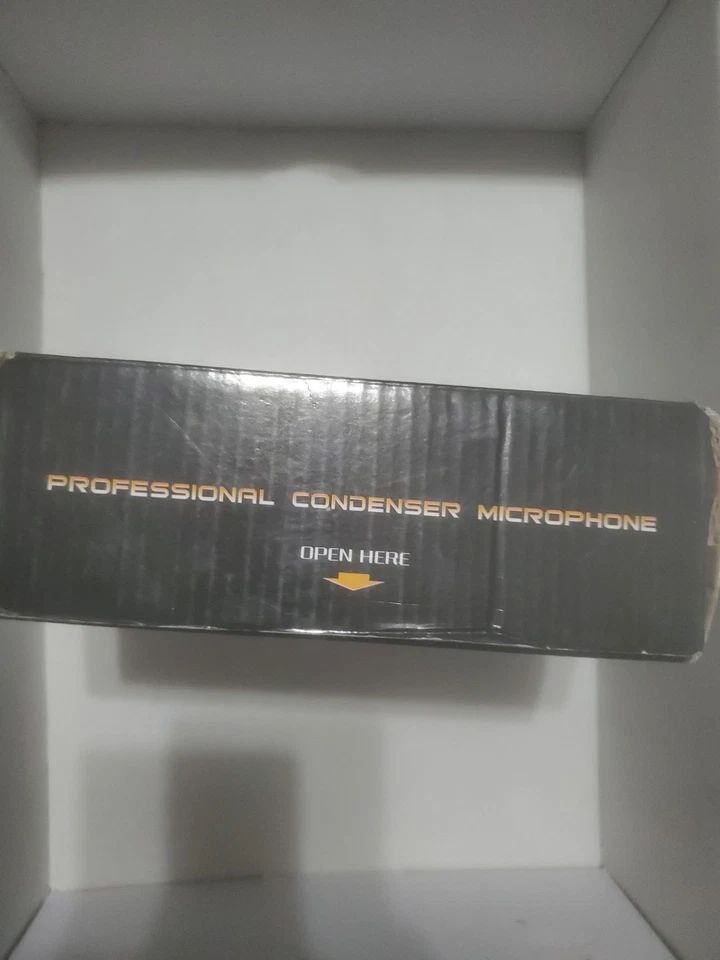 PROFESSIONAL CONDENSER MICROPHONE
OPEN HERE